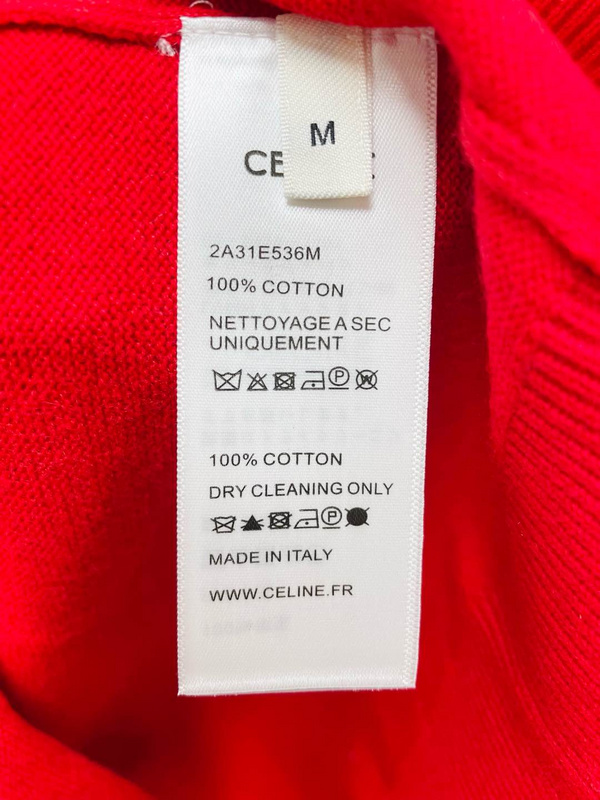 M
CE
2A31E536M
100% COTTON
NETTOYAGE A SEC
UNIQUEMENT
P W
100% COTTON
DRY CLEANING ONLY
P
MADE IN ITALY
WWW.CELINE.FR